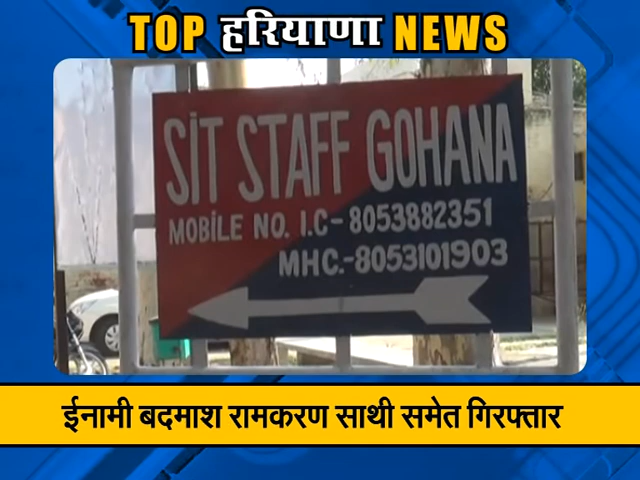 TOP हरियाणा NEWS
SIT STAFF GOHANA
MOBILE NO. I.C-8053882351
MHC.-8053101903
ईनामी बदमाश रामकरण साथी समेत गिरफ्तार